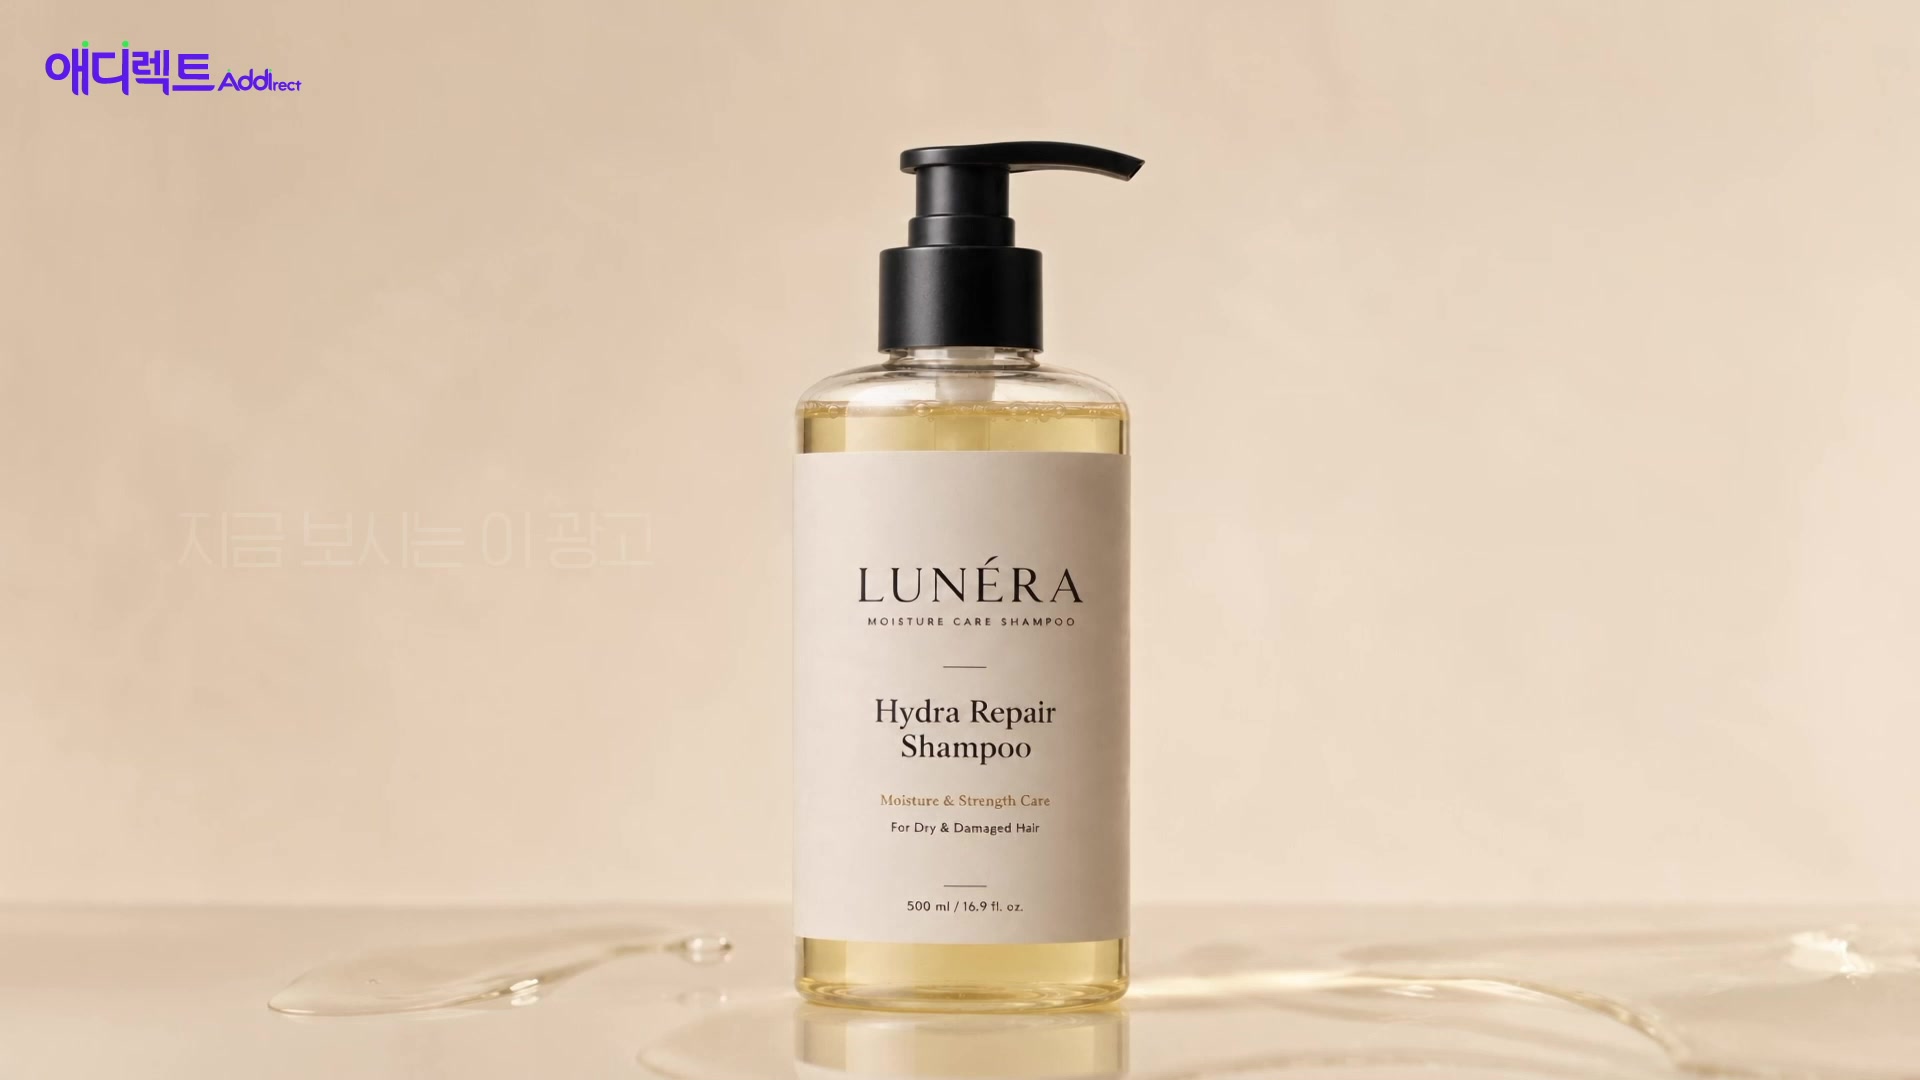 애디렉트 Addirect
지금 보시는 이 광고
LUNÉRA
MOISTURE CARE SHAMPOO
Hydra Repair
Shampoo
Moisture & Strength Care
For Dry & Damaged Hair
500 ml / 16.9 fl. oz.